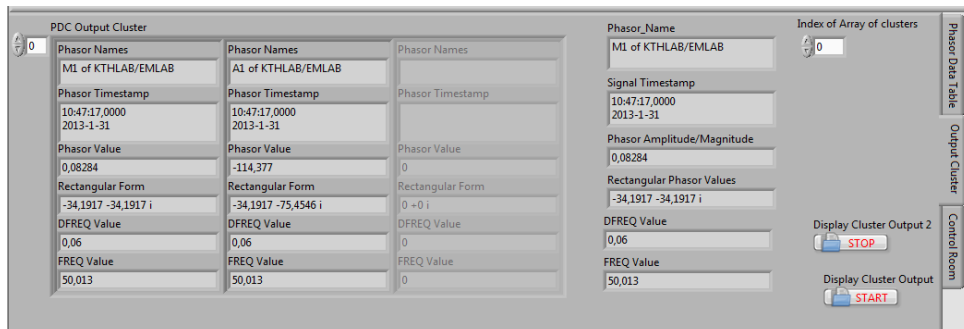 PDC Output Cluster
0
Phasor Names
M1 of KTHLAB/EMLAB
Phasor Timestamp
10:47:17,0000
2013-1-31
Phasor Value
0,08284
Rectangular Form
-34,1917 -34,1917 i
DFREQ Value
0,06
FREQ Value
50,013
Phasor Names
A1 of KTHLAB/EMLAB
Phasor Timestamp
10:47:17,0000
2013-1-31
Phasor Value
-114,377
Rectangular Form
-34,1917 -75,4546 i
DFREQ Value
0,06
FREQ Value
50,013
Phasor Names
Phasor Timestamp
Phasor Value
0
Rectangular Form
0 +0 i
DFREQ Value
0
FREQ Value
0
Phasor_Name
M1 of KTHLAB/EMLAB
Signal Timestamp
10:47:17,0000
2013-1-31
Phasor Amplitude/Magnitude
0,08284
Rectangular Phasor Values
-34,1917 -34,1917 i
DFREQ Value
0,06
FREQ Value
50,013
Index of Array of clusters
0
Display Cluster Output 2
STOP
Display Cluster Output
START
Phasor Data Table
Output Cluster
Control Room